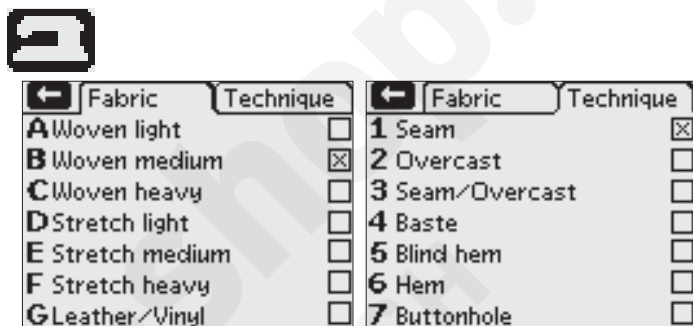 Fabric Technique
A Woven light
B Woven medium
C Woven heavy
D Stretch light
E Stretch medium
F Stretch heavy
G Leather/Vinyl
Fabric Technique
1 Seam
2 Overcast
3 Seam/Overcast
4 Baste
5 Blind hem
6 Hem
7 Buttonhole
shop.